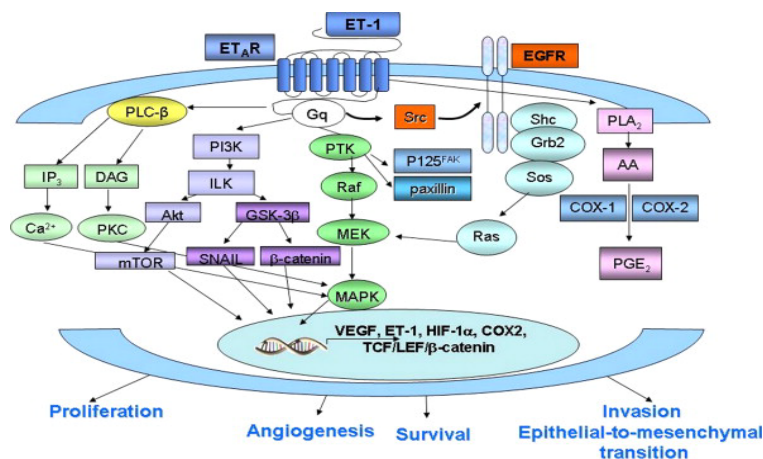 ET-1
ETAR
EGFR
PLC-β
Gq
Src
Shc
PLA2
Grb2
PI3K
PTK
P125FAK
AA
IP3
DAG
ILK
Raf
paxillin
Sos
Akt
GSK-3β
COX-1
COX-2
Ca2+
PKC
MEK
Ras
mTOR
SNAIL
β-catenin
PGE2
MAPK
VEGF, ET-1, HIF-1α, COX2,
TCF/LEF/β-catenin
Proliferation
Angiogenesis
Survival
Invasion
Epithelial-to-mesenchymal
transition